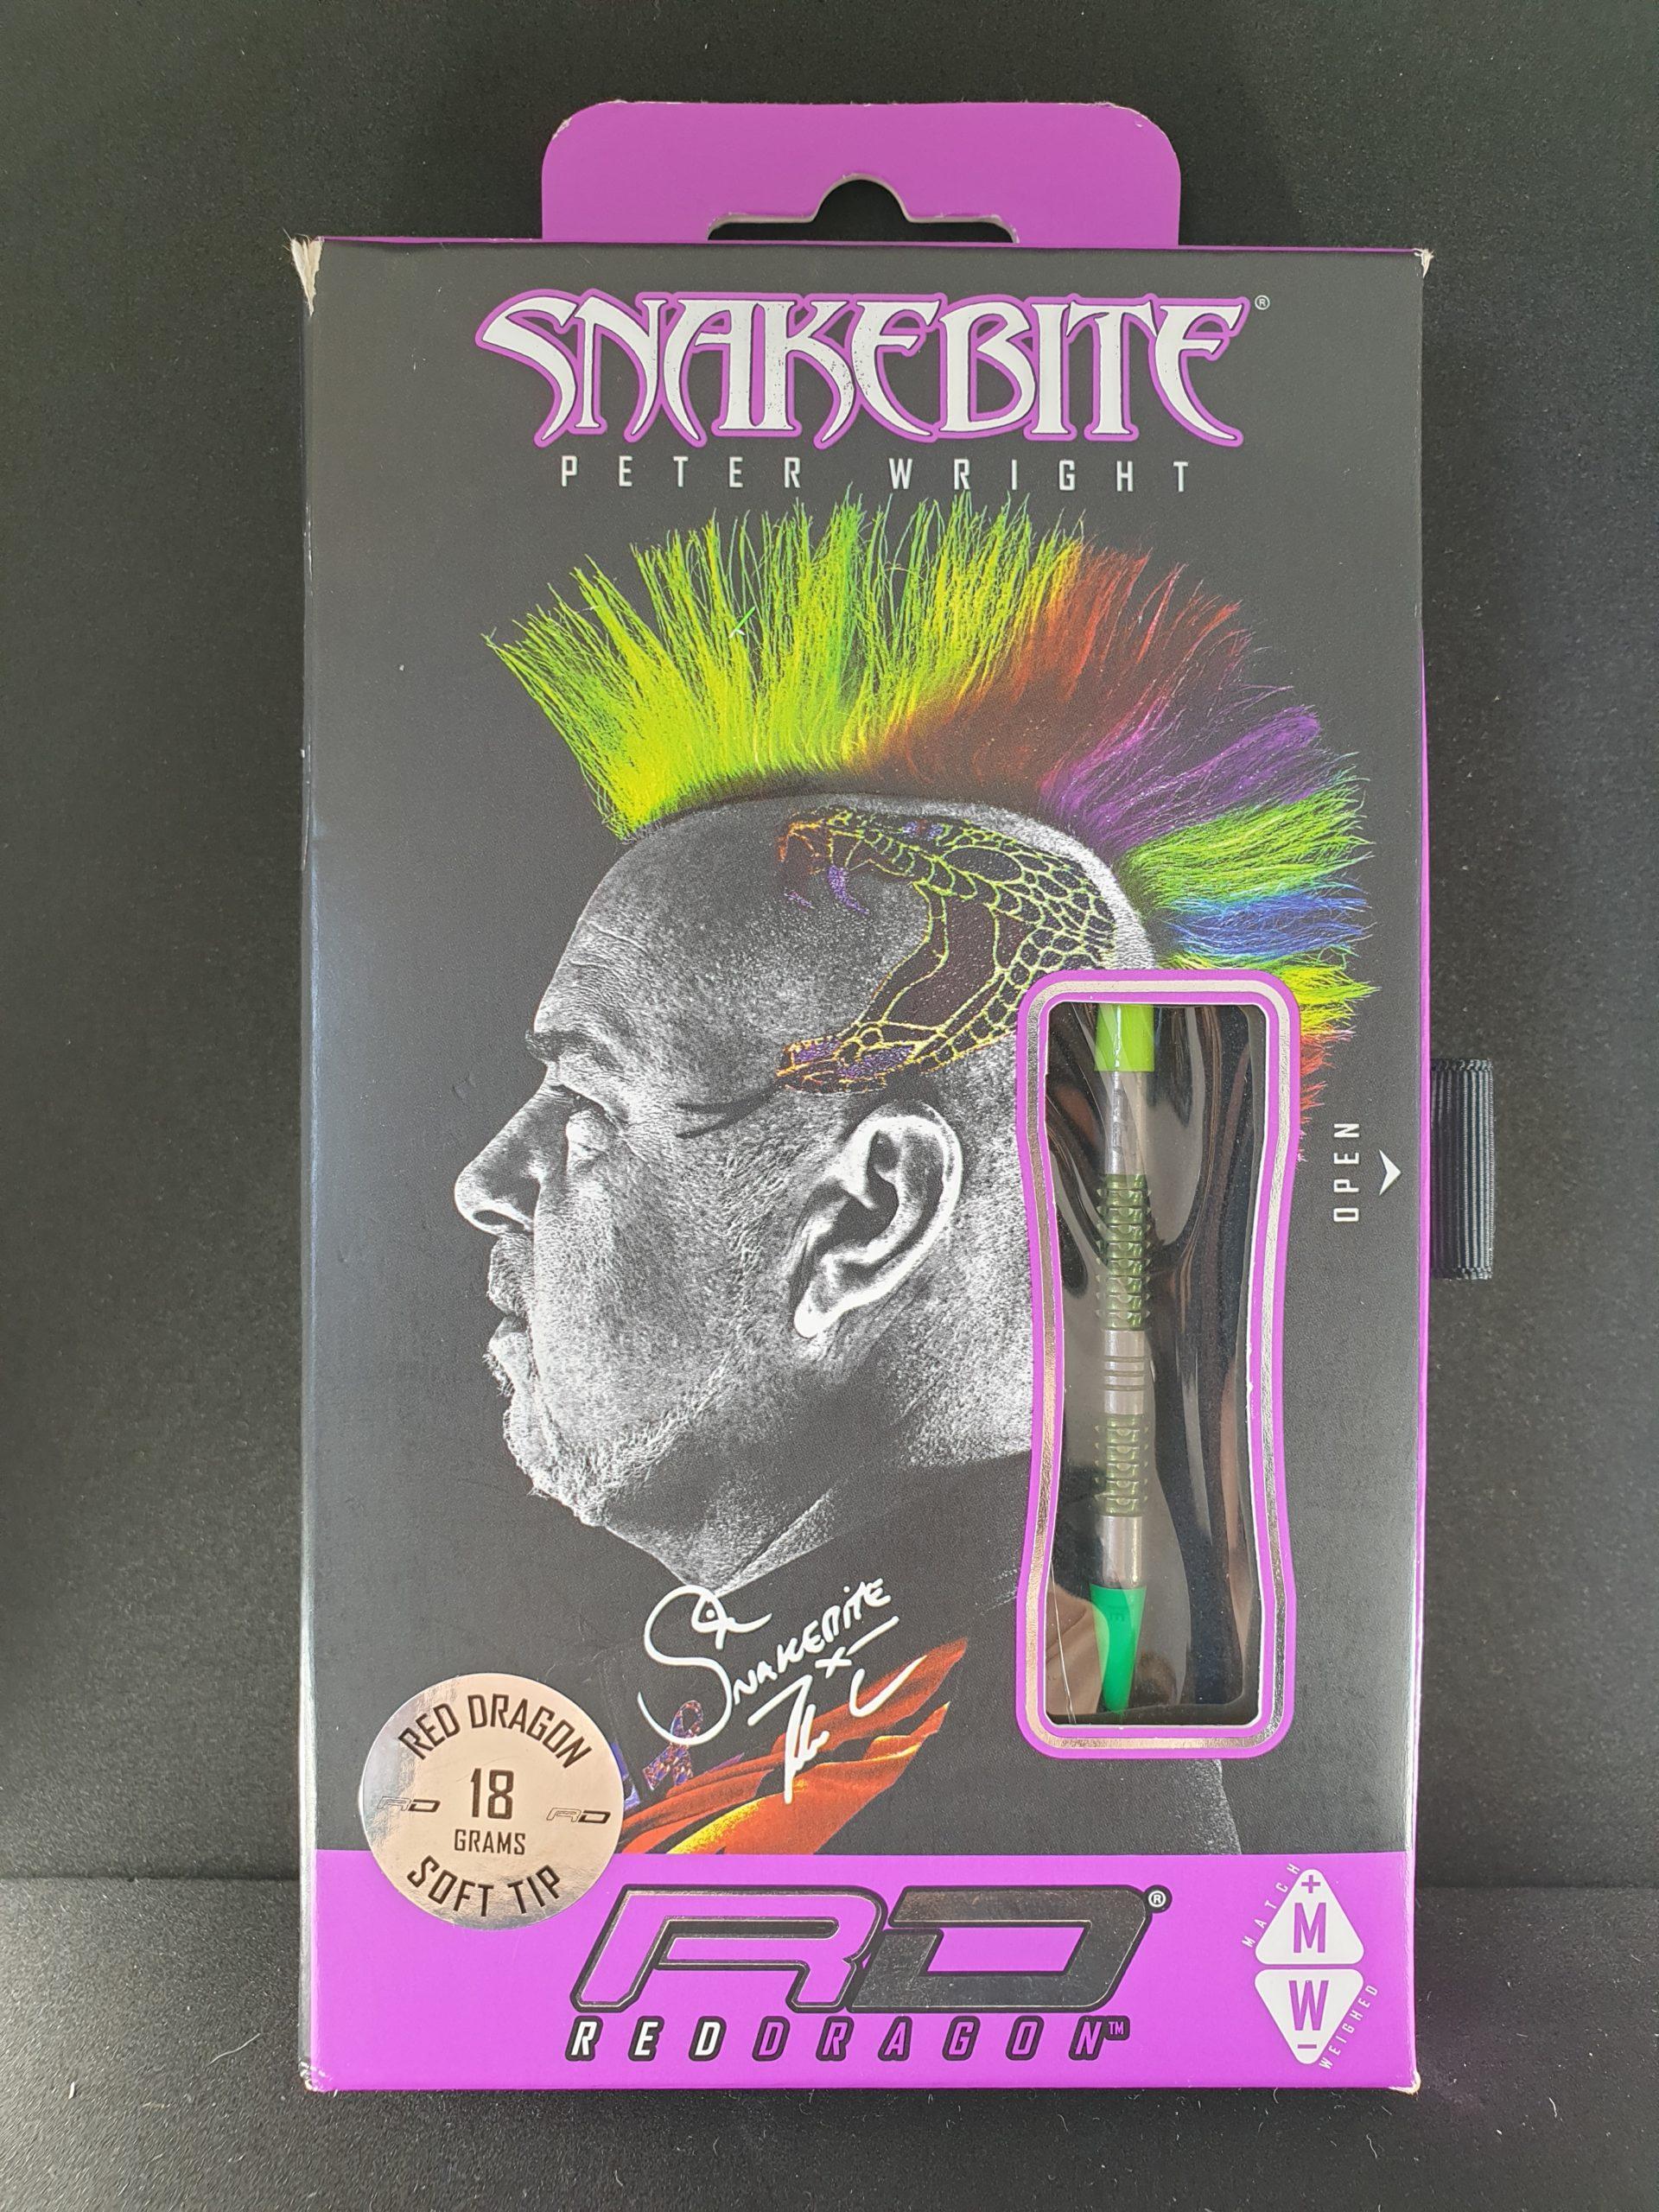 SNAKEBITE®
PETER WRIGHT
OPEN
SNAKEBITE
RED DRAGON
RD 18 RD
GRAMS
SOFT TIP
RD®
REDDRAGON™
MATCH
+
M
W
-
WEIGHED